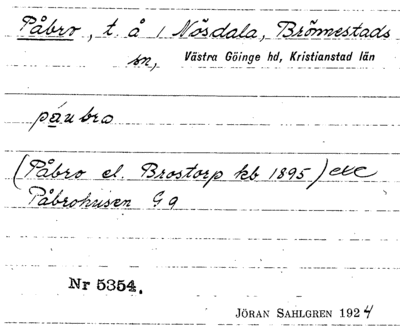 Påbro, t. å i Nösdala, Brömestads
sn, Västra Göinge hd, Kristianstad län
påubro
(Påbro el. Brostorp kb 1895) etc
Påbrohusen G 9
Nr 5354.
JÖRAN SAHLGREN 1924